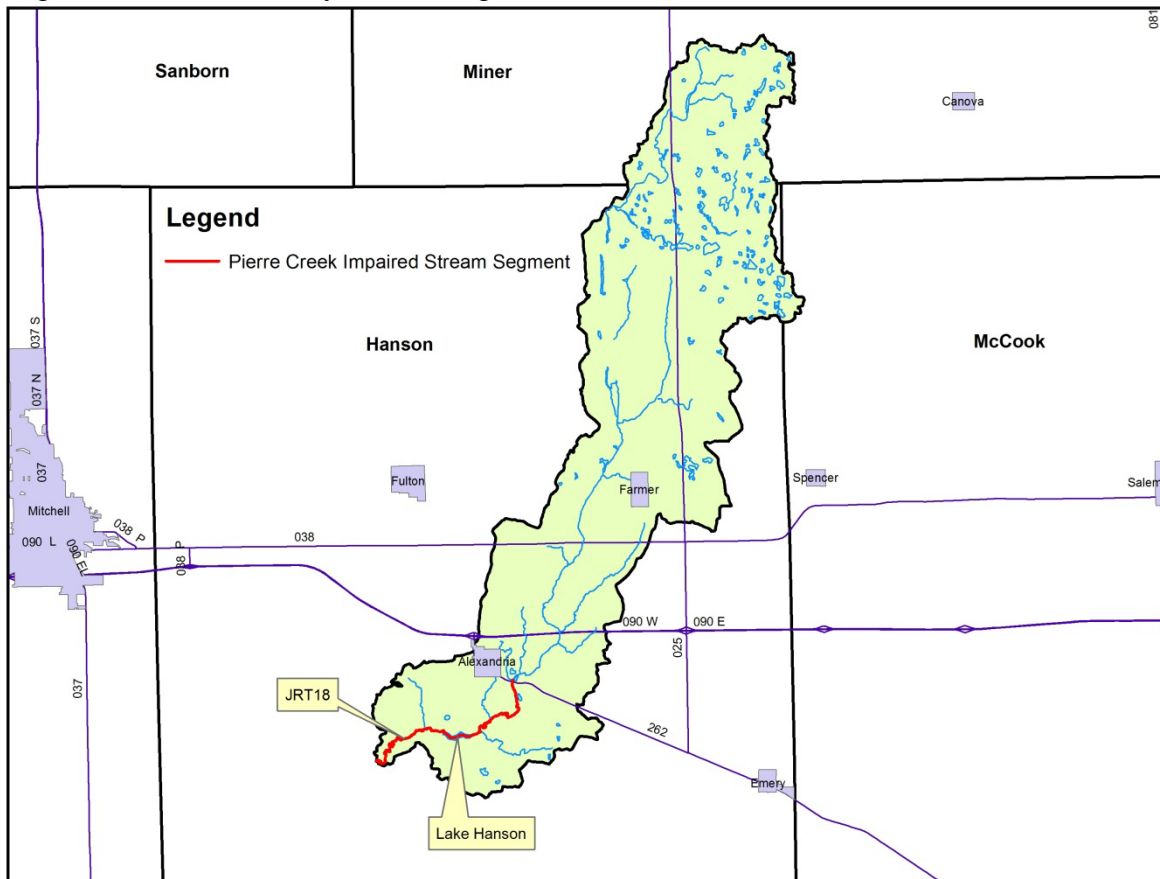 081
Sanborn
Miner
Canova
Legend
Pierre Creek Impaired Stream Segment
Hanson
McCook
037 S
037 N
037
Mitchell
090 L
090 EL
038 P
038 P
038
Fulton
Farmer
Spencer
Salem
090 W
090 E
025
Alexandria
JRT18
262
037
Emery
Lake Hanson